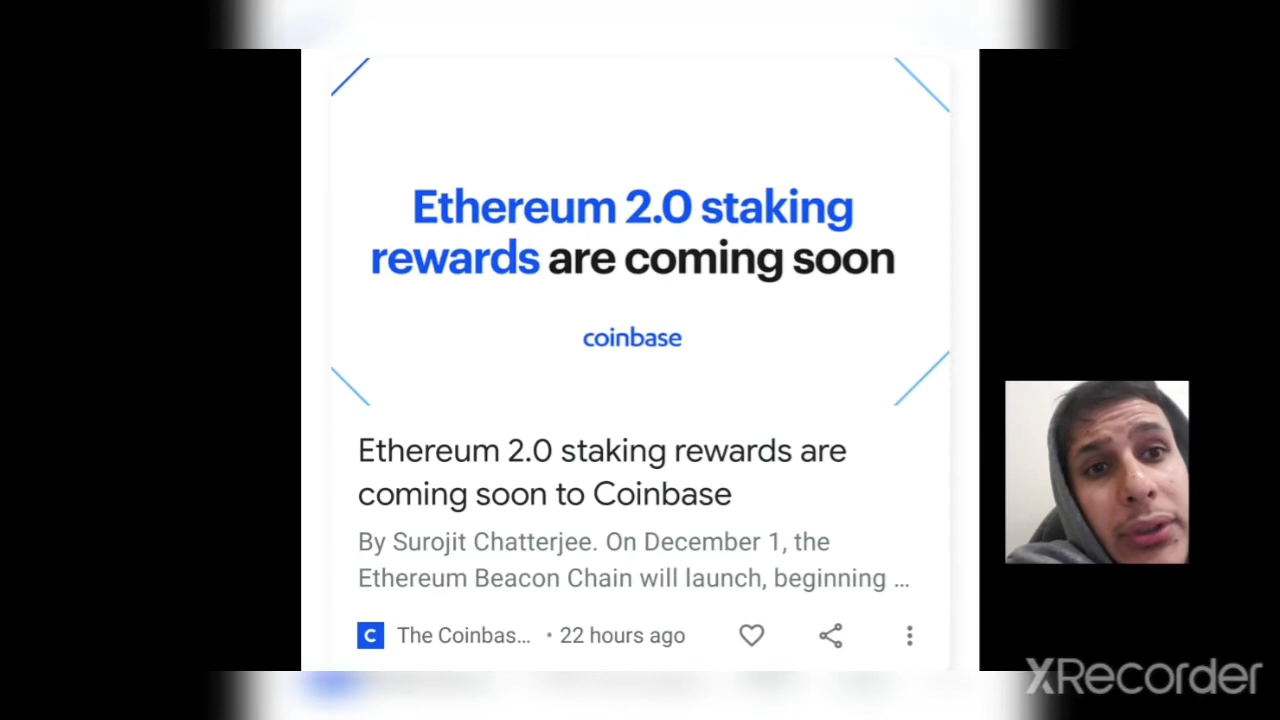 Ethereum 2.0 staking
rewards are coming soon
coinbase
Ethereum 2.0 staking rewards are
coming soon to Coinbase
By Surojit Chatterjee. On December 1, the
Ethereum Beacon Chain will launch, beginning ...
C The Coinbas... • 22 hours ago
XRecorder